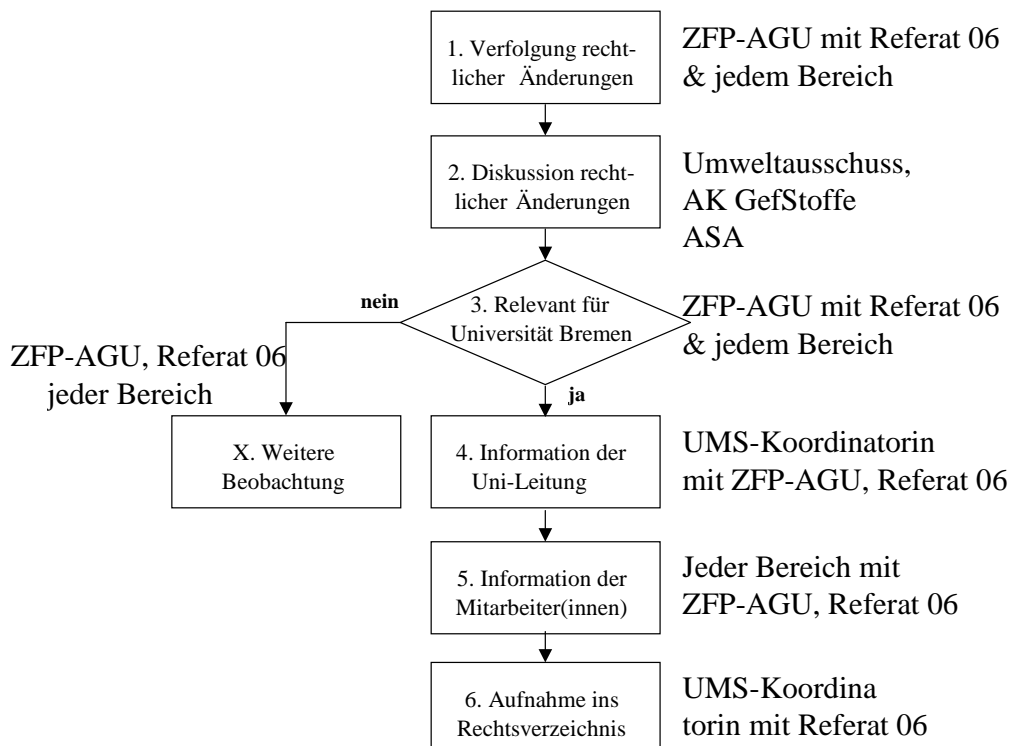 1. Verfolgung recht-
licher Änderungen
ZFP-AGU mit Referat 06
& jedem Bereich
2. Diskussion recht-
licher Änderungen
Umweltausschuss,
AK GefStoffe
ASA
nein
3. Relevant für
Universität Bremen
ZFP-AGU mit Referat 06
& jedem Bereich
ZFP-AGU, Referat 06
jeder Bereich
ja
X. Weitere
Beobachtung
4. Information der
Uni-Leitung
UMS-Koordinatorin
mit ZFP-AGU, Referat 06
5. Information der
Mitarbeiter(innen)
Jeder Bereich mit
ZFP-AGU, Referat 06
6. Aufnahme ins
Rechtsverzeichnis
UMS-Koordina
torin mit Referat 06